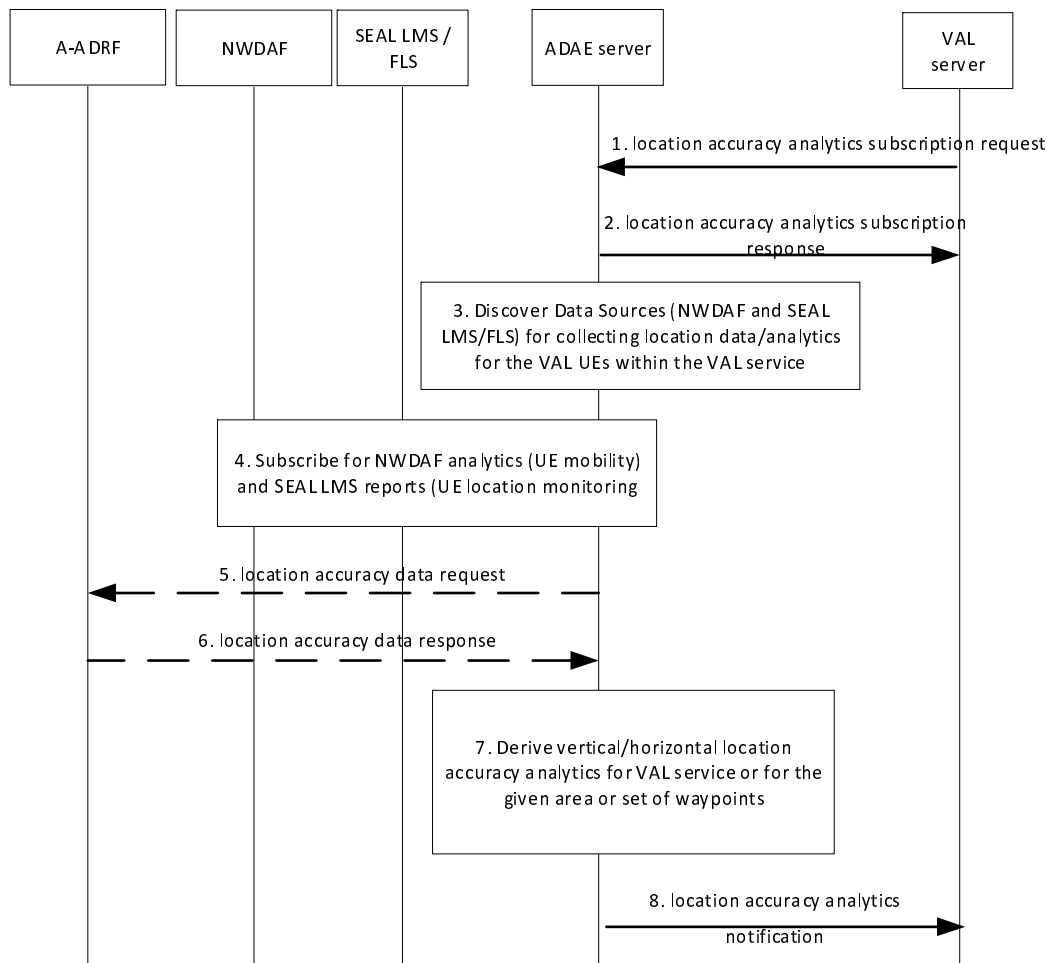 A-ADRF
NWDAF
SEAL LMS /
FLS
ADAE server
VAL
server
1. location accuracy analytics subscription request
2. location accuracy analytics subscription
response
3. Discover Data Sources (NWDAF and SEAL
LMS/FLS) for collecting location data/analytics
for the VAL UEs within the VAL service
4. Subscribe for NWDAF analytics (UE mobility)
and SEAL LMS reports (UE location monitoring
5. location accuracy data request
6. location accuracy data response
7. Derive vertical/horizontal location
accuracy analytics for VAL service or for the
given area or set of waypoints
8. location accuracy analytics
notification